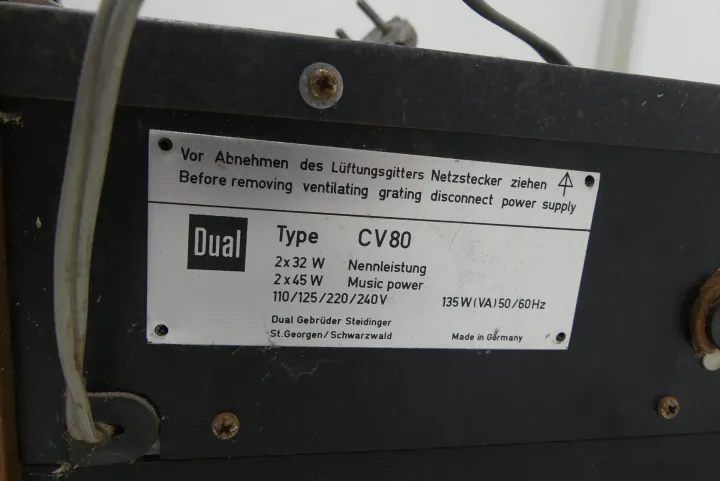 Vor Abnehmen des Lüftungsgitters Netzstecker ziehen
Before removing ventilating grating disconnect power supply
Dual
Type CV80
2x32 W Nennleistung
2x45 W Music power
110/125/220/240V 135W(VA)50/60Hz
Dual Gebrüder Steidinger
St.Georgen/Schwarzwald Made in Germany